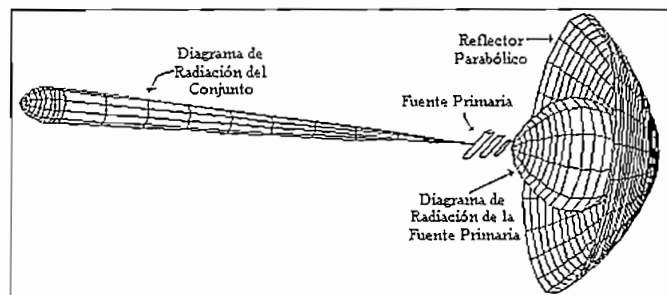 Diagrama de
Radiación del
Conjunto
Reflector
Parabólico
Fuente Primaria
Diagrama de
Radiación de la
Fuente Primaria